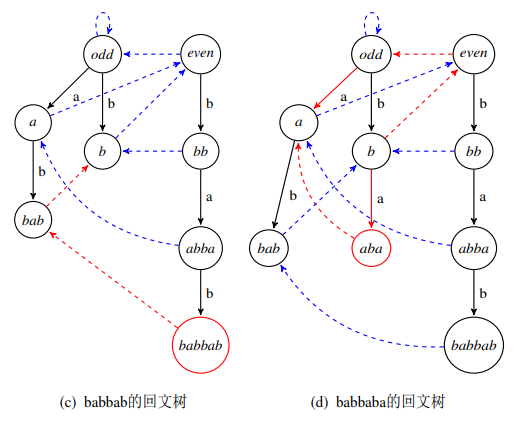 odd even odd even
a b b a b b
a b bb a b bb
b a b a a
bab abba bab aba abba
b b
babbab babbab
(c) babbab的回文树 (d) babbaba的回文树